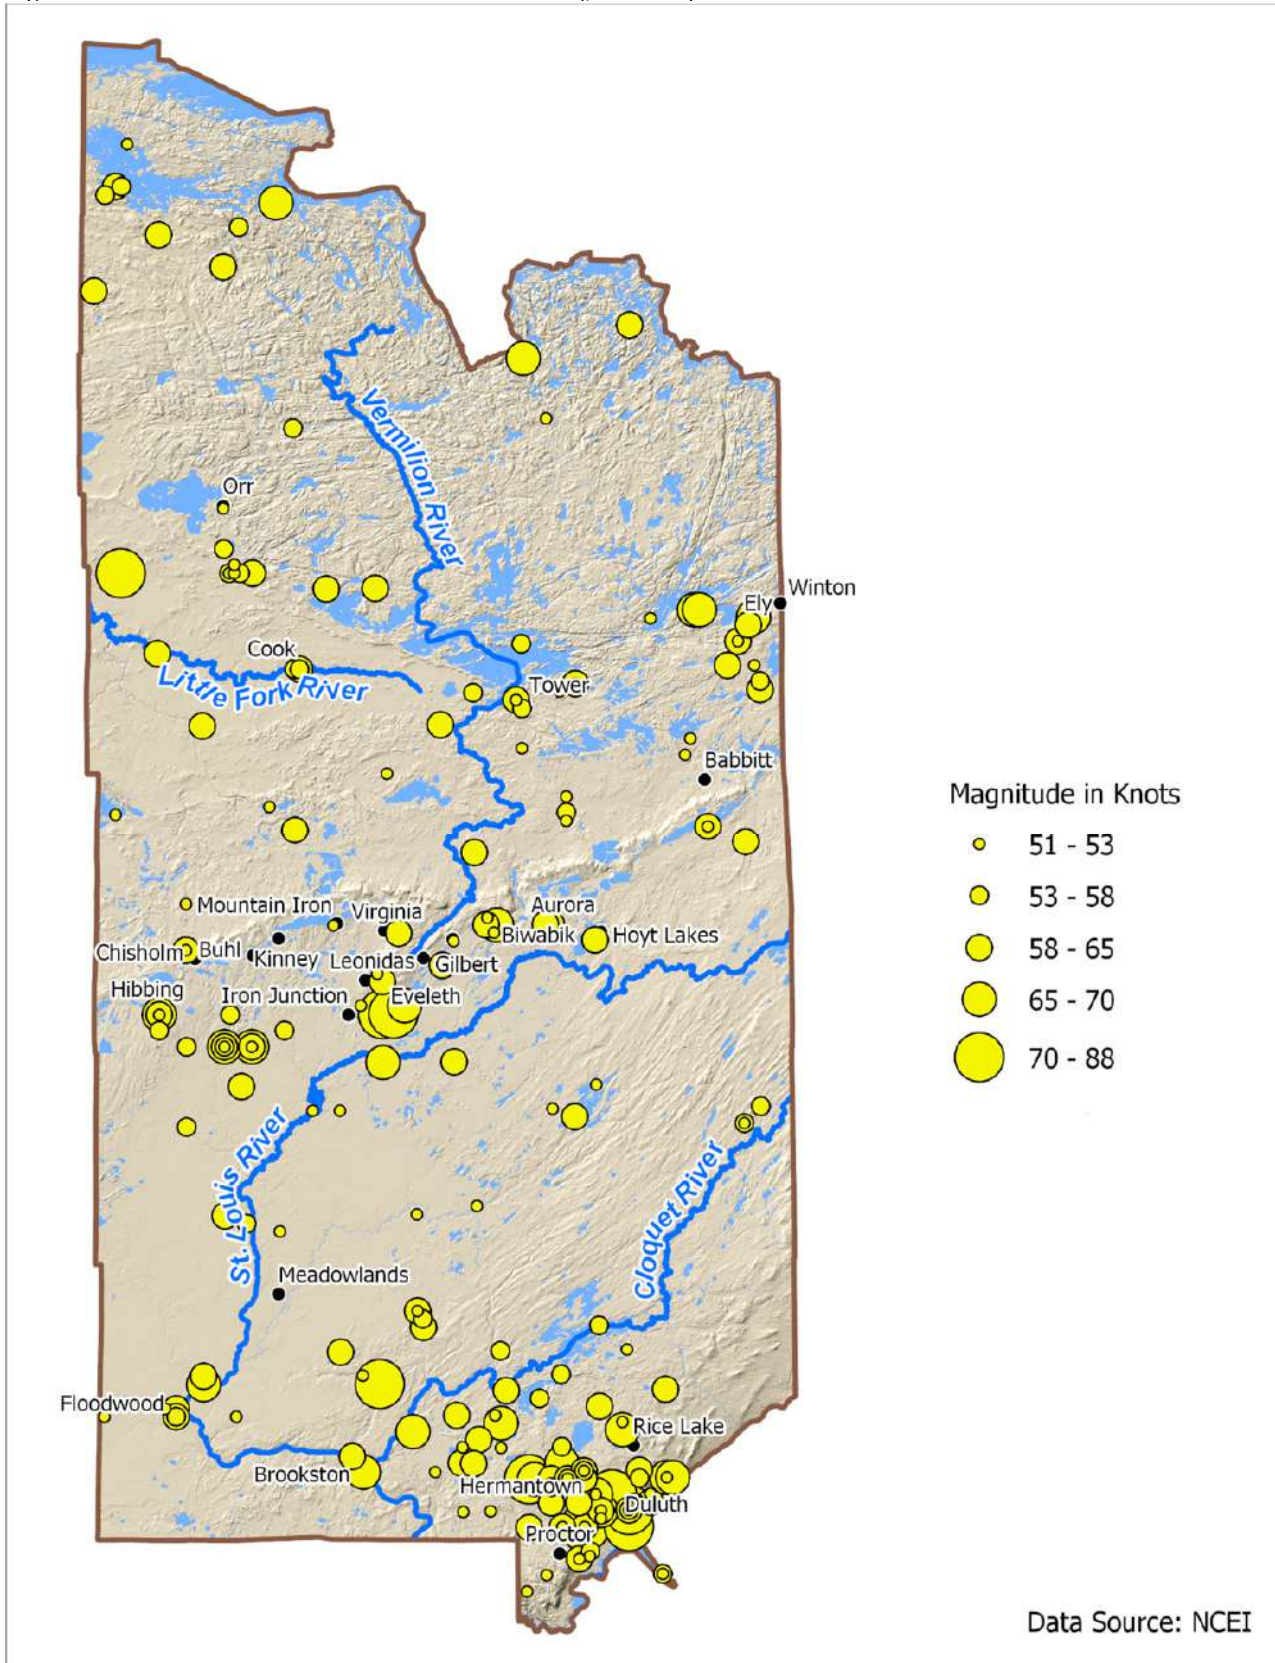 Orr
Vermilion River
Winton
Ely
Cook
Little Fork River
Tower
Babbitt
Magnitude in Knots
51 - 53
53 - 58
58 - 65
65 - 70
70 - 88
Mountain Iron
Virginia
Aurora
Biwabik
Hoyt Lakes
Chisholm
Buhl
Kinney
Leonidas
Gilbert
Hibbing
Iron Junction
Eveleth
St. Louis River
Cloquet River
Meadowlands
Floodwood
Rice Lake
Brookston
Hermantown
Duluth
Proctor
Data Source: NCEI